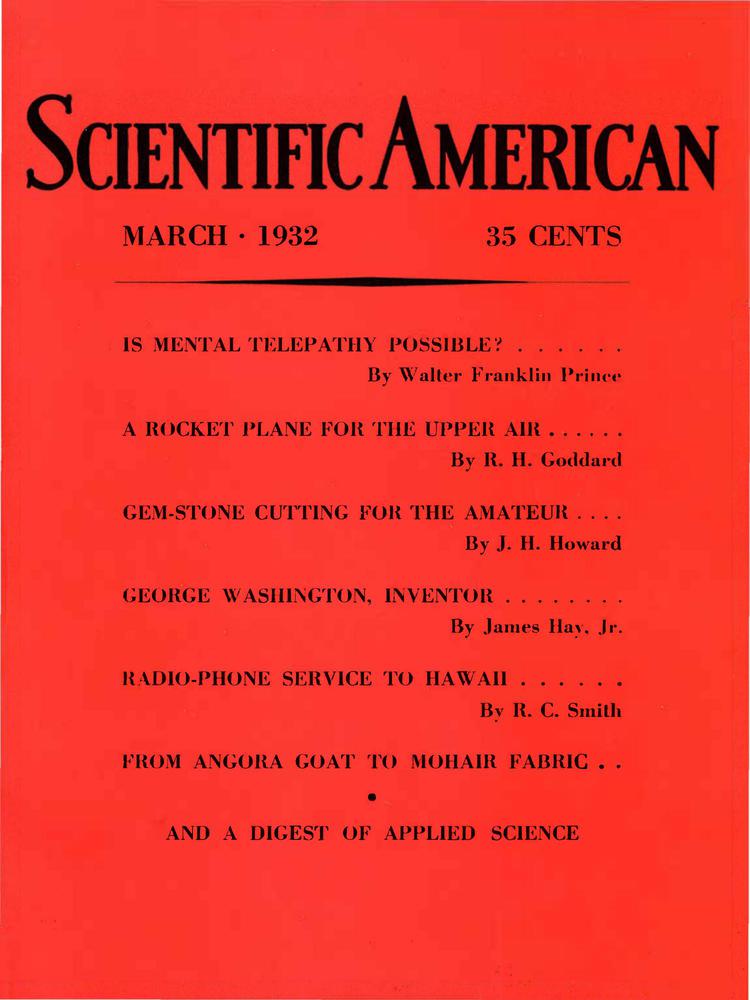 SCIENTIFIC AMERICAN
MARCH · 1932 35 CENTS
IS MENTAL TELEPATHY POSSIBLE? . . . . . .
By Walter Franklin Prince
A ROCKET PLANE FOR THE UPPER AIR . . . . . .
By R. H. Goddard
GEM-STONE CUTTING FOR THE AMATEUR . . . .
By J. H. Howard
GEORGE WASHINGTON, INVENTOR . . . . . . . .
By James Hay, Jr.
RADIO-PHONE SERVICE TO HAWAII . . . . . .
By R. C. Smith
FROM ANGORA GOAT TO MOHAIR FABRIC . .
•
AND A DIGEST OF APPLIED SCIENCE